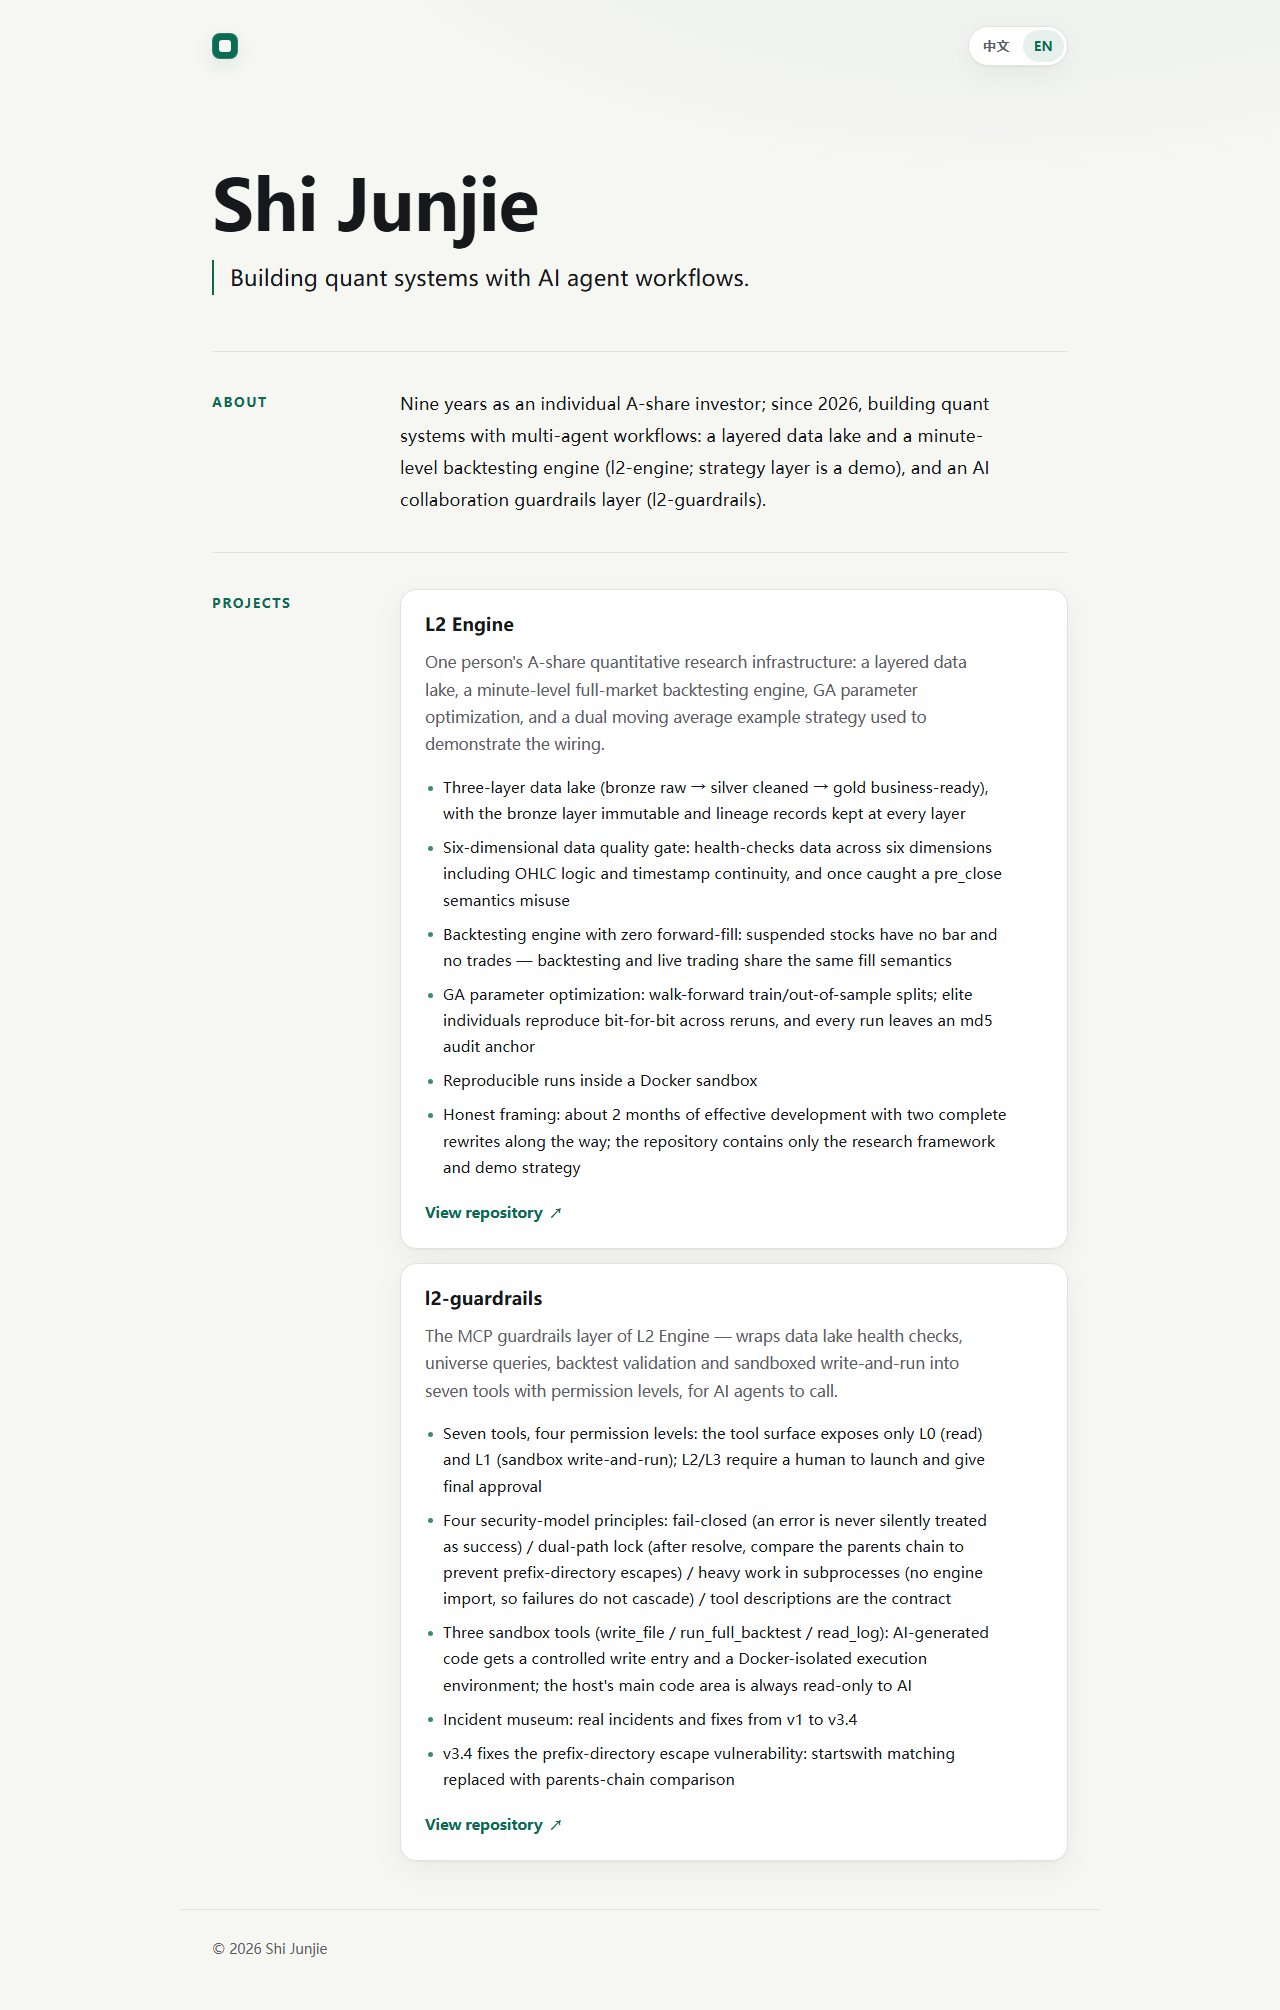 中文 EN
Shi Junjie
Building quant systems with AI agent workflows.
ABOUT
Nine years as an individual A-share investor; since 2026, building quant
systems with multi-agent workflows: a layered data lake and a minute-
level backtesting engine (l2-engine; strategy layer is a demo), and an AI
collaboration guardrails layer (l2-guardrails).
PROJECTS
L2 Engine
One person's A-share quantitative research infrastructure: a layered data
lake, a minute-level full-market backtesting engine, GA parameter
optimization, and a dual moving average example strategy used to
demonstrate the wiring.
• Three-layer data lake (bronze raw → silver cleaned → gold business-ready),
with the bronze layer immutable and lineage records kept at every layer
• Six-dimensional data quality gate: health-checks data across six dimensions
including OHLC logic and timestamp continuity, and once caught a pre_close
semantics misuse
• Backtesting engine with zero forward-fill: suspended stocks have no bar and
no trades — backtesting and live trading share the same fill semantics
• GA parameter optimization: walk-forward train/out-of-sample splits; elite
individuals reproduce bit-for-bit across reruns, and every run leaves an md5
audit anchor
• Reproducible runs inside a Docker sandbox
• Honest framing: about 2 months of effective development with two complete
rewrites along the way; the repository contains only the research framework
and demo strategy
View repository ↗
l2-guardrails
The MCP guardrails layer of L2 Engine — wraps data lake health checks,
universe queries, backtest validation and sandboxed write-and-run into
seven tools with permission levels, for AI agents to call.
• Seven tools, four permission levels: the tool surface exposes only L0 (read)
and L1 (sandbox write-and-run); L2/L3 require a human to launch and give
final approval
• Four security-model principles: fail-closed (an error is never silently treated
as success) / dual-path lock (after resolve, compare the parents chain to
prevent prefix-directory escapes) / heavy work in subprocesses (no engine
import, so failures do not cascade) / tool descriptions are the contract
• Three sandbox tools (write_file / run_full_backtest / read_log): AI-generated
code gets a controlled write entry and a Docker-isolated execution
environment; the host's main code area is always read-only to AI
• Incident museum: real incidents and fixes from v1 to v3.4
• v3.4 fixes the prefix-directory escape vulnerability: startswith matching
replaced with parents-chain comparison
View repository ↗
© 2026 Shi Junjie